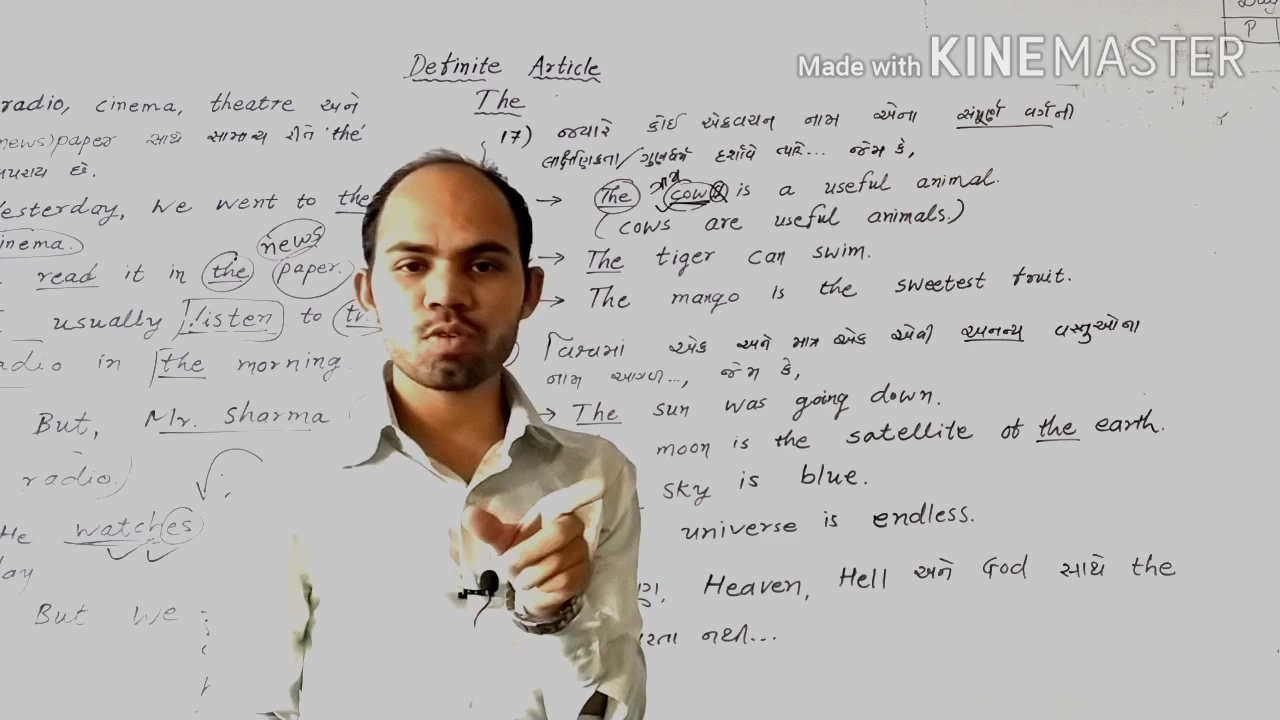 Day
P
Made with KINEMASTER
Definite Article
The
radio, cinema, theatre અને
news)paper સાથે સામાન્ય રીતે 'the'
વપરાય છે.
Yesterday, we went to the
cinema.
news
I read it in the paper.
I usually listen to the
radio in the morning.
But, Mr. Sharma
radio.)
He watches
day
But we
17) જ્યારે કોઈ એકવચન નામ એના સંપૂર્ણ વર્ગની
લાક્ષણિકતા/ગુણધર્મ દર્શાવે ત્યારે... જેમ કે,
→ The cow is a useful animal.
(cows are useful animals.)
→ The tiger can swim.
→ The mango is the sweetest fruit.
) વિશ્વમાં એક અને માત્ર એક એવી અનન્ય વસ્તુઓના
નામ આગળ..., જેમ કે,
→ The sun was going down.
moon is the satellite of the earth.
sky is blue.
universe is endless.
Heaven, Hell અને God સાથે the
નથી...